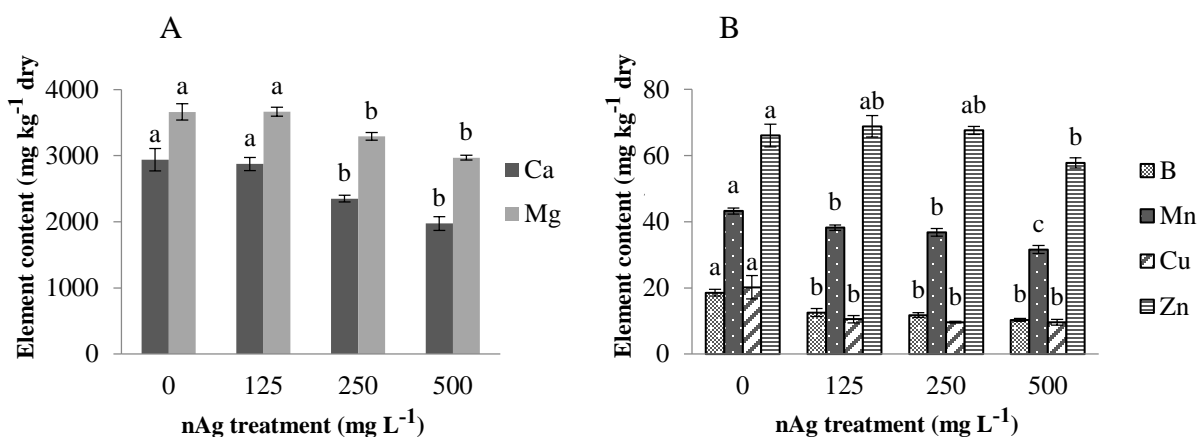 A
Element content (mg kg⁻¹ dry
4000
3000
2000
1000
0
a a a a b b b b
Ca
Mg
0 125 250 500
nAg treatment (mg L⁻¹)
B
Element content (mg kg⁻¹ dry
80
60
40
20
0
a a a a b b b ab b b b ab b c b b
B
Mn
Cu
Zn
0 125 250 500
nAg treatment (mg L⁻¹)